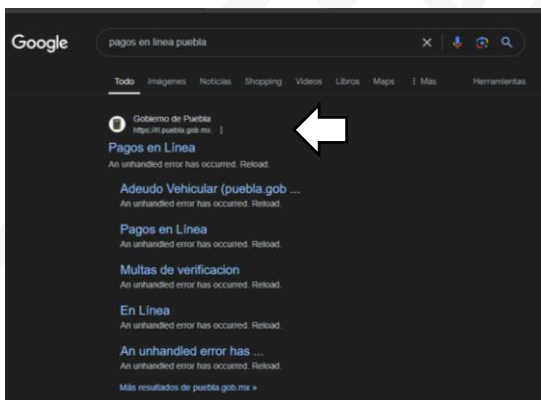 Google
pagos en linea puebla
Todo Imágenes Noticias Shopping Videos Libros Maps Más Herramientas
Gobierno de Puebla
https://rl.puebla.gob.mx
Pagos en Línea
An unhandled error has occurred. Reload.
Adeudo Vehicular (puebla.gob ...
An unhandled error has occurred. Reload.
Pagos en Línea
An unhandled error has occurred. Reload.
Multas de verificacion
An unhandled error has occurred. Reload.
En Línea
An unhandled error has occurred. Reload.
An unhandled error has ...
An unhandled error has occurred. Reload.
Más resultados de puebla.gob.mx »